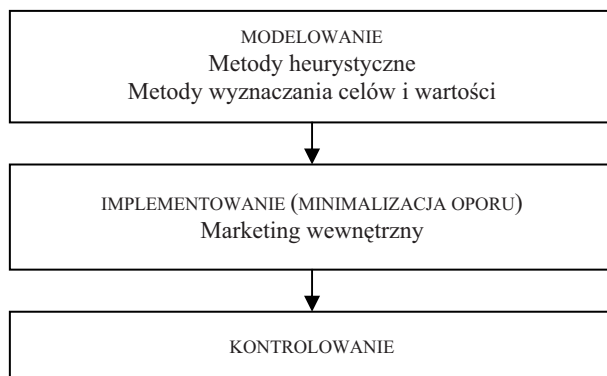 MODELOWANIE
Metody heurystyczne
Metody wyznaczania celów i wartości
IMPLEMENTOWANIE (MINIMALIZACJA OPORU)
Marketing wewnętrzny
KONTROLOWANIE